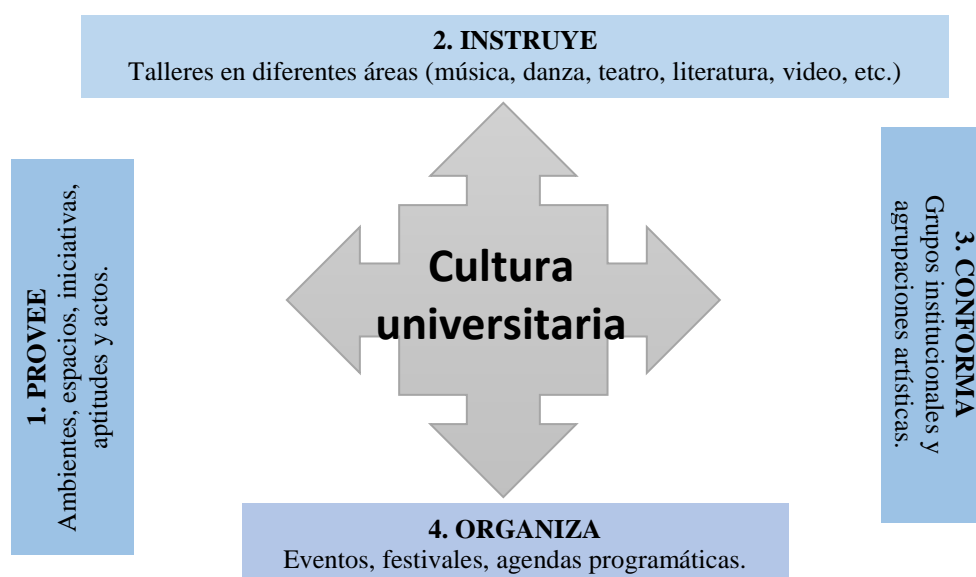 2. INSTRUYE
Talleres en diferentes áreas (música, danza, teatro, literatura, video, etc.)
1. PROVEE
Ambientes, espacios, iniciativas,
aptitudes y actos.
Cultura
universitaria
3. CONFORMA
Grupos institucionales y
agrupaciones artísticas.
4. ORGANIZA
Eventos, festivales, agendas programáticas.